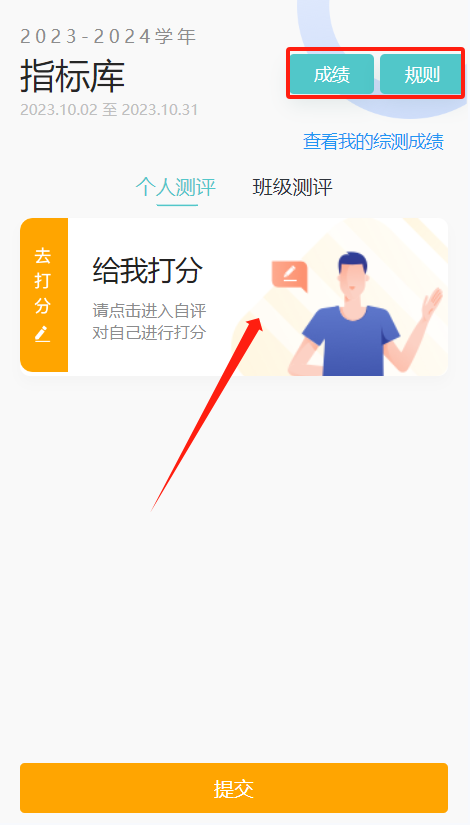 2023-2024学年
指标库
成绩
规则
2023.10.02 至 2023.10.31
查看我的综测成绩
个人测评
班级测评
去打分
给我打分
请点击进入自评
对自己进行打分
提交